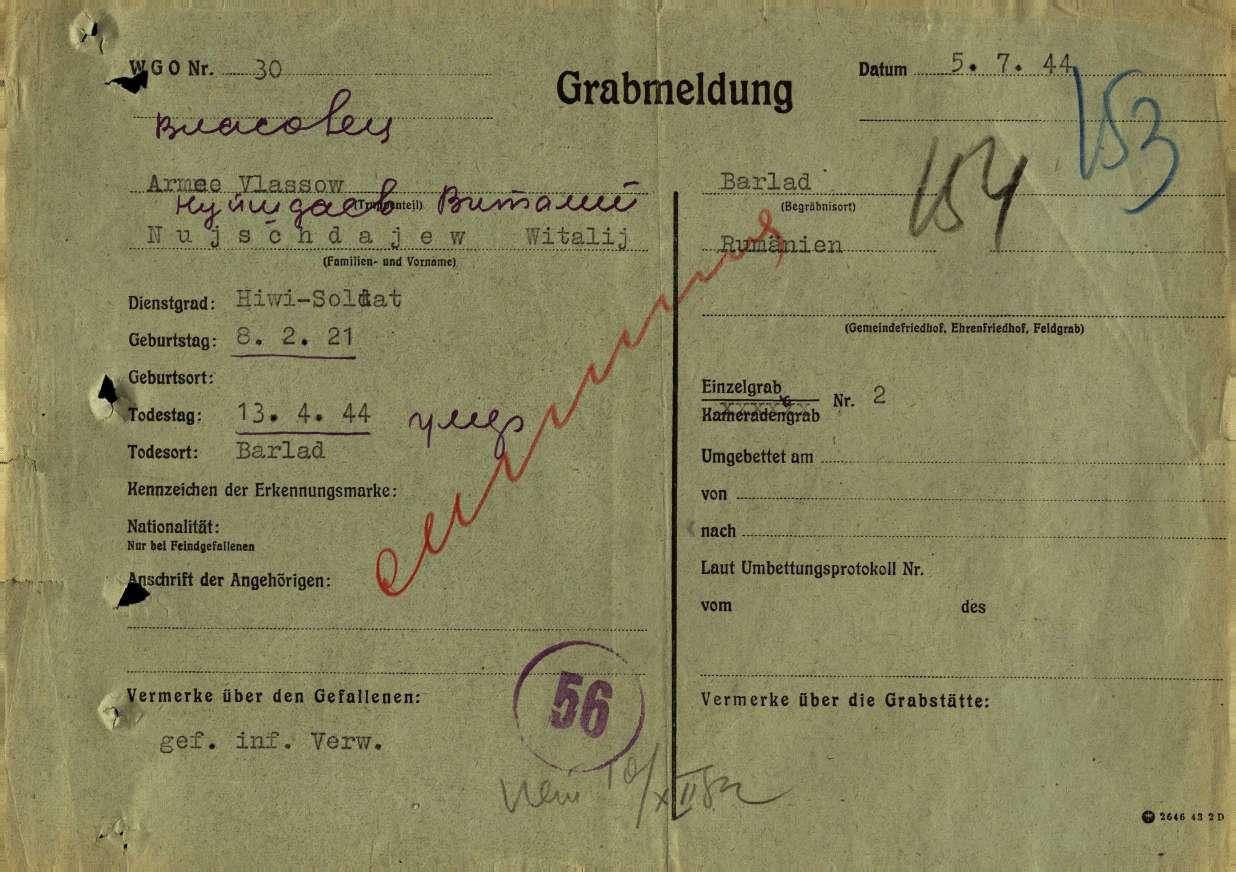 WGO Nr. 30
Grabmeldung
Datum 5. 7. 44
153
154
Власовец
Armee Vlassow
(Truppenteil)
Нуйшдаев Виталий
Nujschdajew Witalij
(Familien- und Vorname)
Dienstgrad: Hiwi-Soldat
Geburtstag: 8. 2. 21
Geburtsort:
Todestag: 13. 4. 44 умер
Todesort: Barlad
Kennzeichen der Erkennungsmarke:
Nationalität:
Nur bei Feindgefallenen
Anschrift der Angehörigen:
Vermerke über den Gefallenen:
gef. inf. Verw.
56
Barlad
(Begräbnisort)
Rumänien
(Gemeindefriedhof, Ehrenfriedhof, Feldgrab)
Einzelgrab
Kameradengrab
Nr. 2
Umgebettet am
von
nach
Laut Umbettungsprotokoll Nr.
vom des
Vermerke über die Grabstätte:
2646 43 2 D